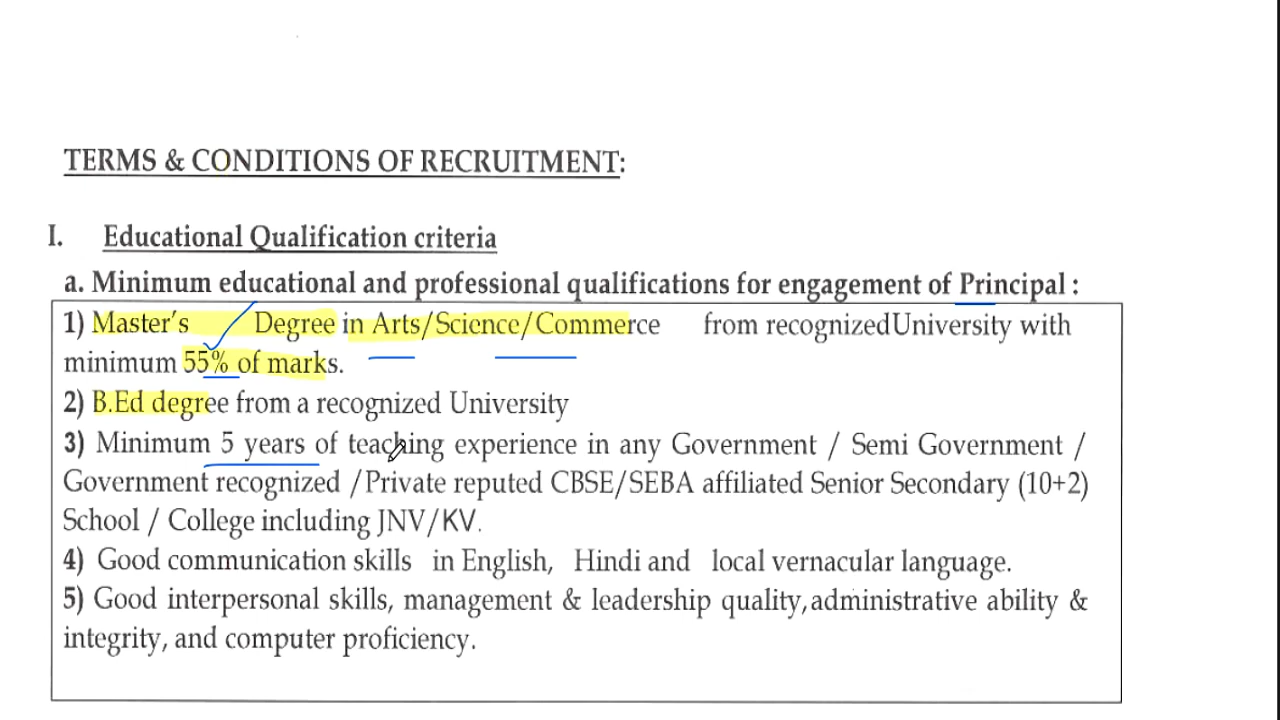 TERMS & CONDITIONS OF RECRUITMENT:
I. Educational Qualification criteria
a. Minimum educational and professional qualifications for engagement of Principal :
1) Master's Degree in Arts/Science/Commerce from recognizedUniversity with
minimum 55% of marks.
2) B.Ed degree from a recognized University
3) Minimum 5 years of teaching experience in any Government / Semi Government /
Government recognized /Private reputed CBSE/SEBA affiliated Senior Secondary (10+2)
School / College including JNV/KV.
4) Good communication skills in English, Hindi and local vernacular language.
5) Good interpersonal skills, management & leadership quality,administrative ability &
integrity, and computer proficiency.